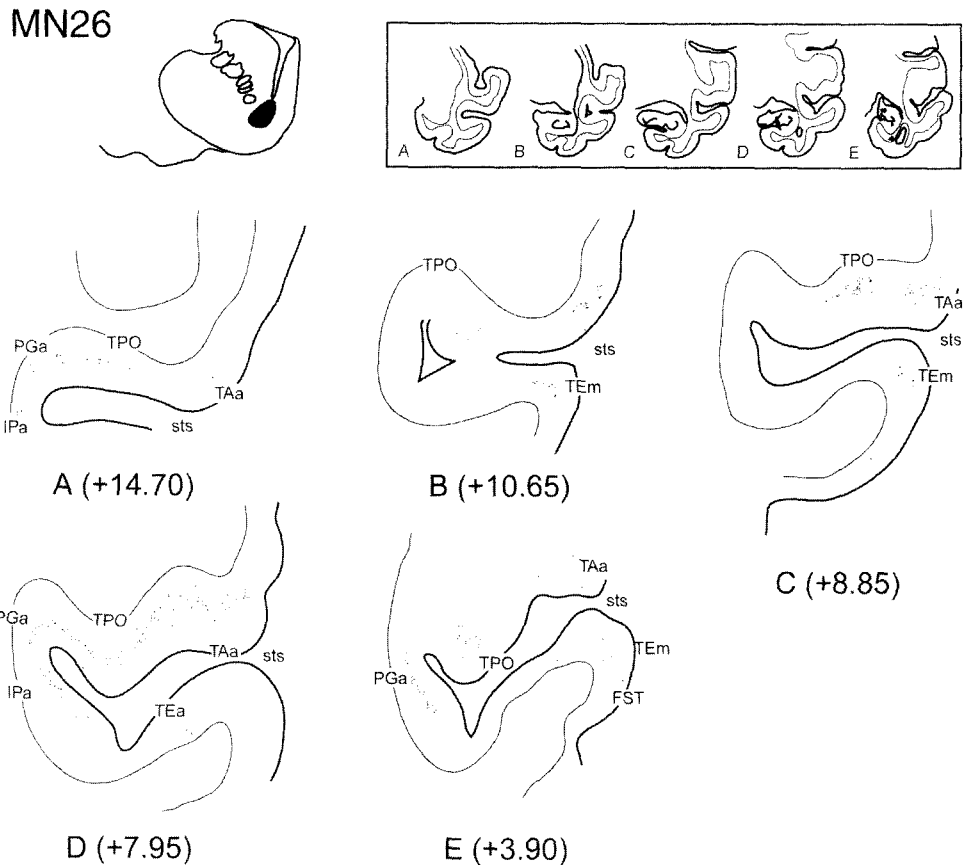 MN26
A B C D E
PGa TPO TAa
IPa sts
A (+14.70)
TPO
sts
TEm
B (+10.65)
TPO
TAa
sts
TEm
C (+8.85)
PGa TPO
TAa sts
IPa
TEa
D (+7.95)
TAa
sts
TPO TEm
PGa
FST
E (+3.90)